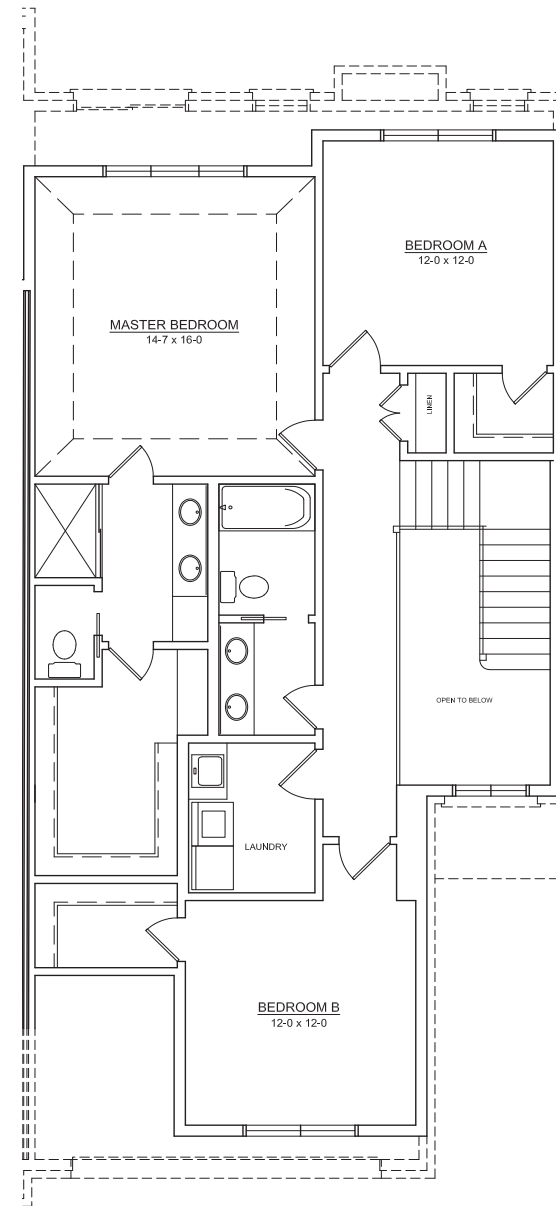 BEDROOM A
12-0 x 12-0
MASTER BEDROOM
14-7 x 16-0
LINEN
OPEN TO BELOW
LAUNDRY
BEDROOM B
12-0 x 12-0